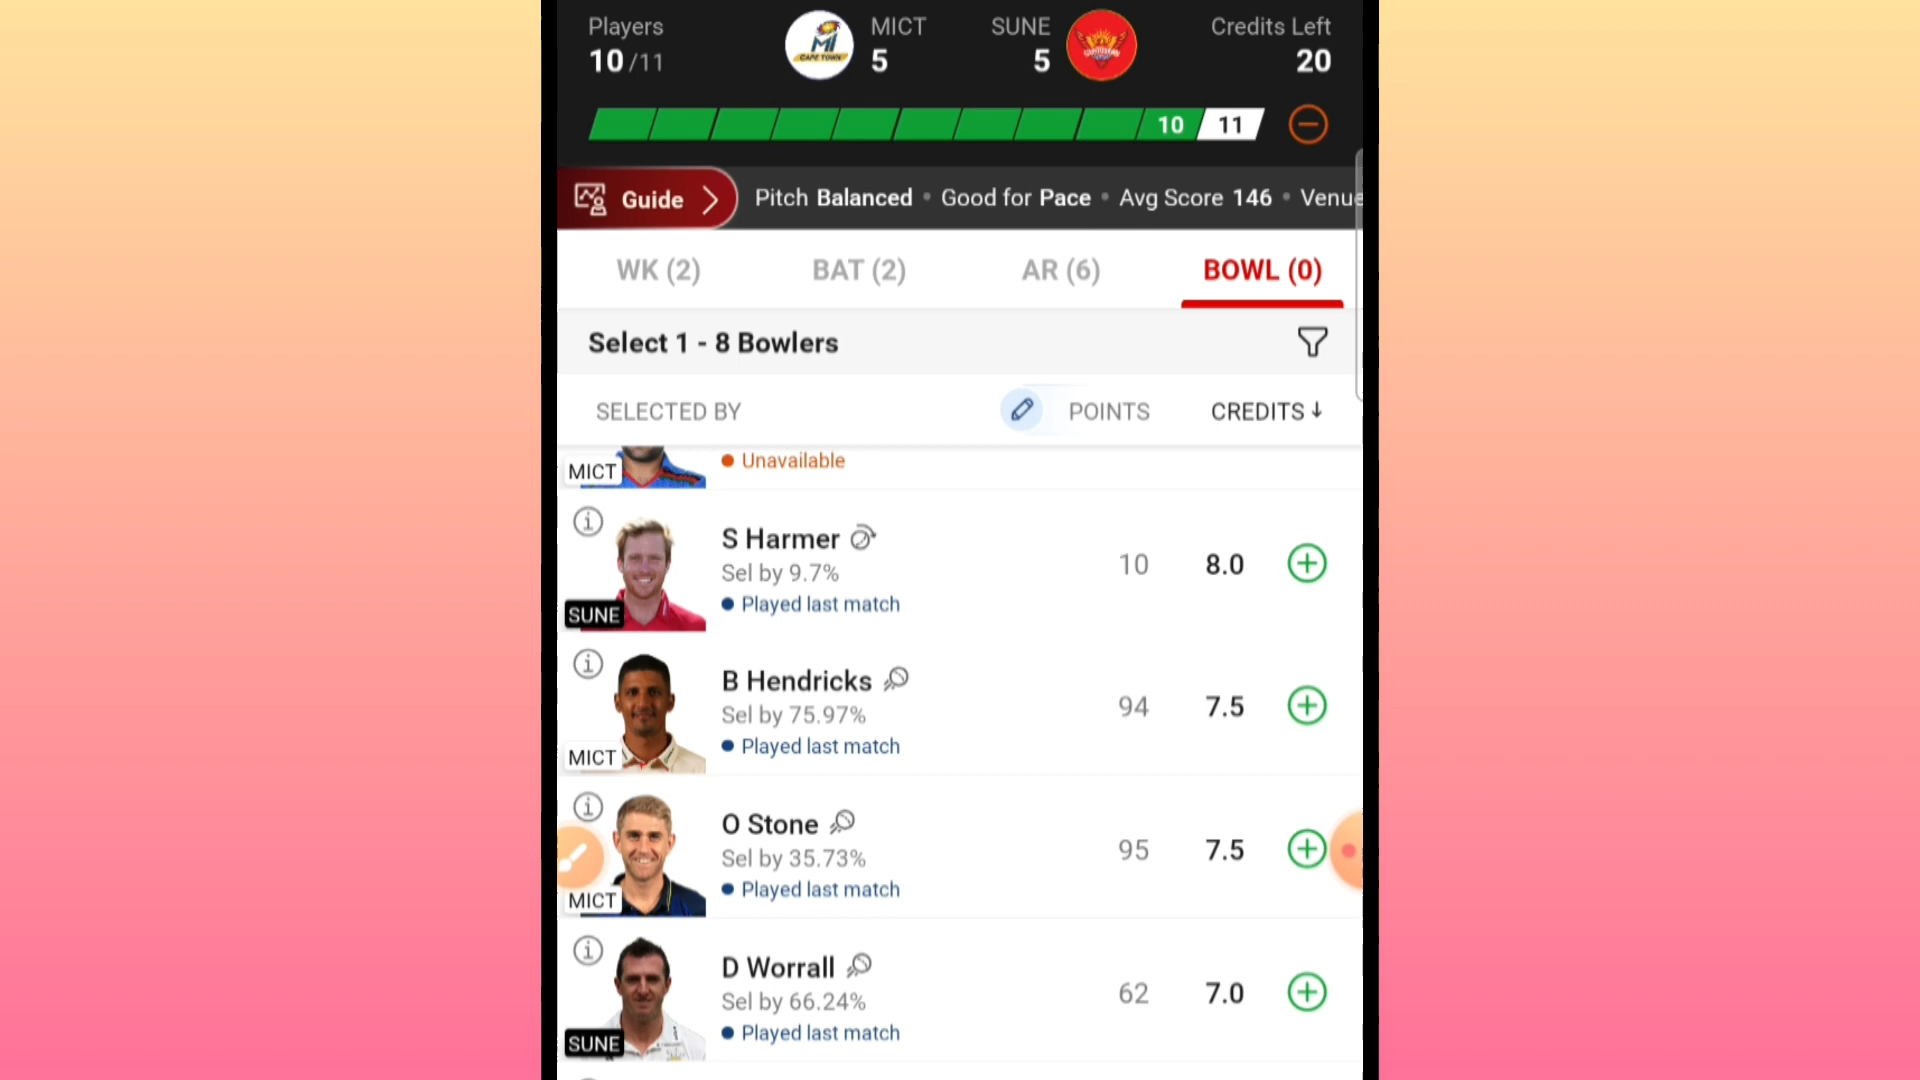 Players
10 /11
MICT
5
SUNE
5
Credits Left
20
MI
CAPE TOWN
10
11
Guide
Pitch Balanced • Good for Pace • Avg Score 146 • Venue
WK (2)
BAT (2)
AR (6)
BOWL (0)
Select 1 - 8 Bowlers
SELECTED BY
POINTS
CREDITS
MICT
Unavailable
S Harmer
Sel by 9.7%
Played last match
SUNE
10
8.0
B Hendricks
Sel by 75.97%
Played last match
MICT
94
7.5
O Stone
Sel by 35.73%
Played last match
MICT
95
7.5
D Worrall
Sel by 66.24%
Played last match
SUNE
62
7.0